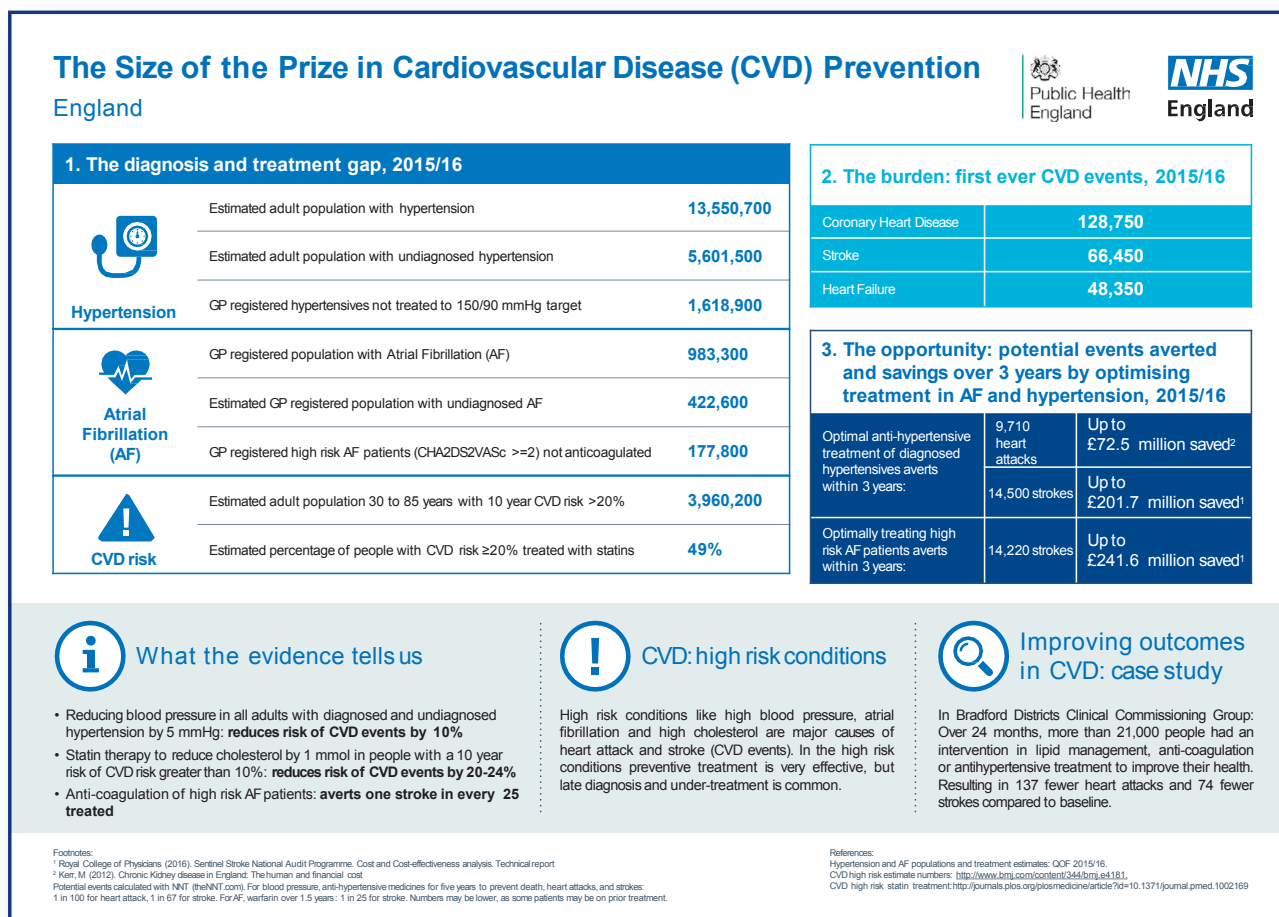 The Size of the Prize in Cardiovascular Disease (CVD) Prevention
England
Public Health
England
NHS
England
1. The diagnosis and treatment gap, 2015/16
Hypertension
Estimated adult population with hypertension 13,550,700
Estimated adult population with undiagnosed hypertension 5,601,500
GP registered hypertensives not treated to 150/90 mmHg target 1,618,900
Atrial
Fibrillation
(AF)
GP registered population with Atrial Fibrillation (AF) 983,300
Estimated GP registered population with undiagnosed AF 422,600
GP registered high risk AF patients (CHA2DS2VASc >=2) not anticoagulated 177,800
CVD risk
Estimated adult population 30 to 85 years with 10 year CVD risk >20% 3,960,200
Estimated percentage of people with CVD risk ≥20% treated with statins 49%
2. The burden: first ever CVD events, 2015/16
Coronary Heart Disease 128,750
Stroke 66,450
Heart Failure 48,350
3. The opportunity: potential events averted
and savings over 3 years by optimising
treatment in AF and hypertension, 2015/16
Optimal anti-hypertensive
treatment of diagnosed
hypertensives averts
within 3 years:
9,710
heart
attacks
Up to
£72.5 million saved²
14,500 strokes
Up to
£201.7 million saved¹
Optimally treating high
risk AF patients averts
within 3 years:
14,220 strokes
Up to
£241.6 million saved¹
What the evidence tells us
• Reducing blood pressure in all adults with diagnosed and undiagnosed
hypertension by 5 mmHg: reduces risk of CVD events by 10%
• Statin therapy to reduce cholesterol by 1 mmol in people with a 10 year
risk of CVD risk greater than 10%: reduces risk of CVD events by 20-24%
• Anti-coagulation of high risk AF patients: averts one stroke in every 25
treated
CVD: high risk conditions
High risk conditions like high blood pressure, atrial
fibrillation and high cholesterol are major causes of
heart attack and stroke (CVD events). In the high risk
conditions preventive treatment is very effective, but
late diagnosis and under-treatment is common.
Improving outcomes
in CVD: case study
In Bradford Districts Clinical Commissioning Group:
Over 24 months, more than 21,000 people had an
intervention in lipid management, anti-coagulation
or antihypertensive treatment to improve their health.
Resulting in 137 fewer heart attacks and 74 fewer
strokes compared to baseline.
Footnotes:
¹ Royal College of Physicians (2016). Sentinel Stroke National Audit Programme. Cost and Cost-effectiveness analysis. Technical report
² Kerr, M (2012). Chronic Kidney disease in England: The human and financial cost
Potential events calculated with NNT (theNNT.com). For blood pressure, anti-hypertensive medicines for five years to prevent death, heart attacks, and strokes:
1 in 100 for heart attack, 1 in 67 for stroke. For AF, warfarin over 1.5 years: 1 in 25 for stroke. Numbers may be lower, as some patients may be on prior treatment.
References:
Hypertension and AF populations and treatment estimates: QOF 2015/16.
CVD high risk estimate numbers: http://www.bmj.com/content/344/bmj.e4181.
CVD high risk statin treatment:http://journals.plos.org/plosmedicine/article?id=10.1371/journal.pmed.1002169